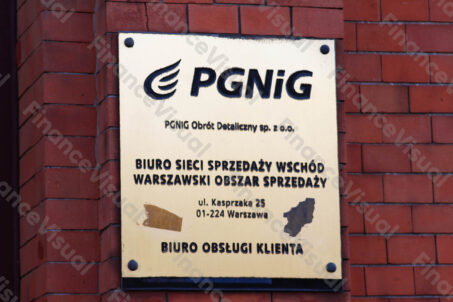 PGNiG
PGNiG Obrót Detaliczny sp. z o.o.
BIURO SIECI SPRZEDAŻY WSCHÓD
WARSZAWSKI OBSZAR SPRZEDAŻY
ul. Kasprzaka 25
01-224 Warszawa
BIURO OBSŁUGI KLIENTA
FinanceVisual